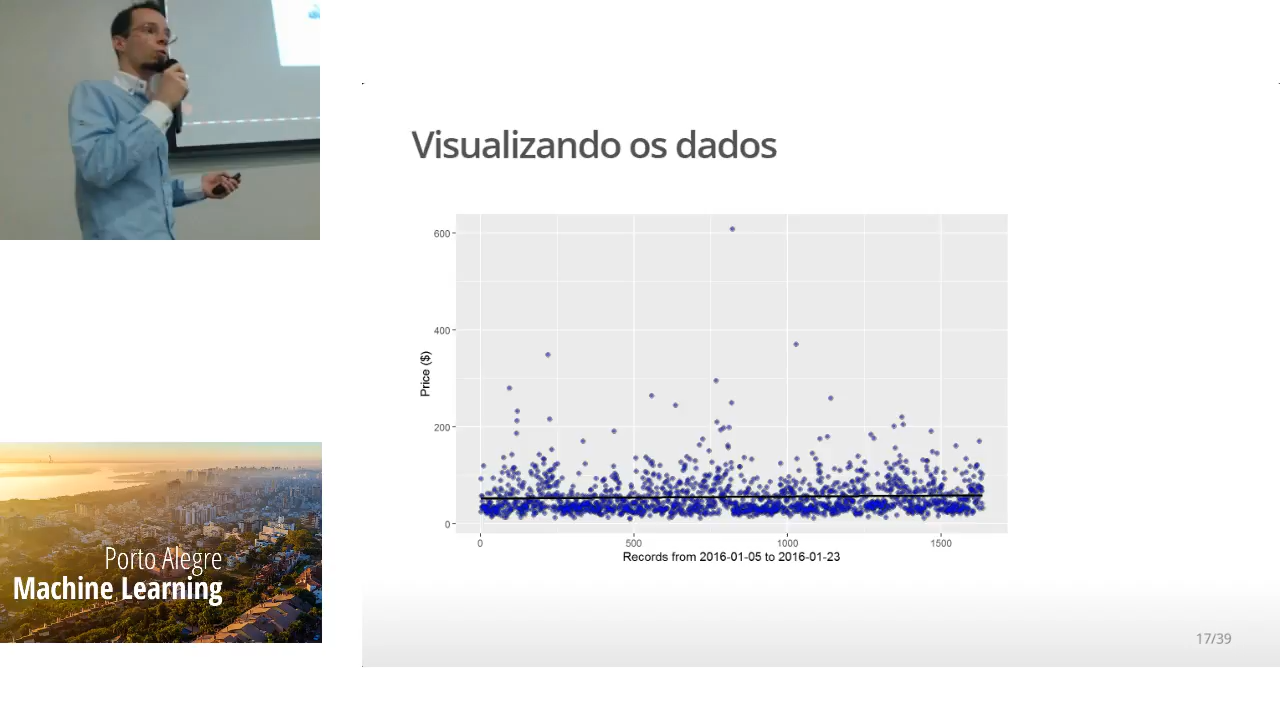 Visualizando os dados
600
400
200
0
Price ($)
0
500
1000
1500
Records from 2016-01-05 to 2016-01-23
Porto Alegre
Machine Learning
17/39